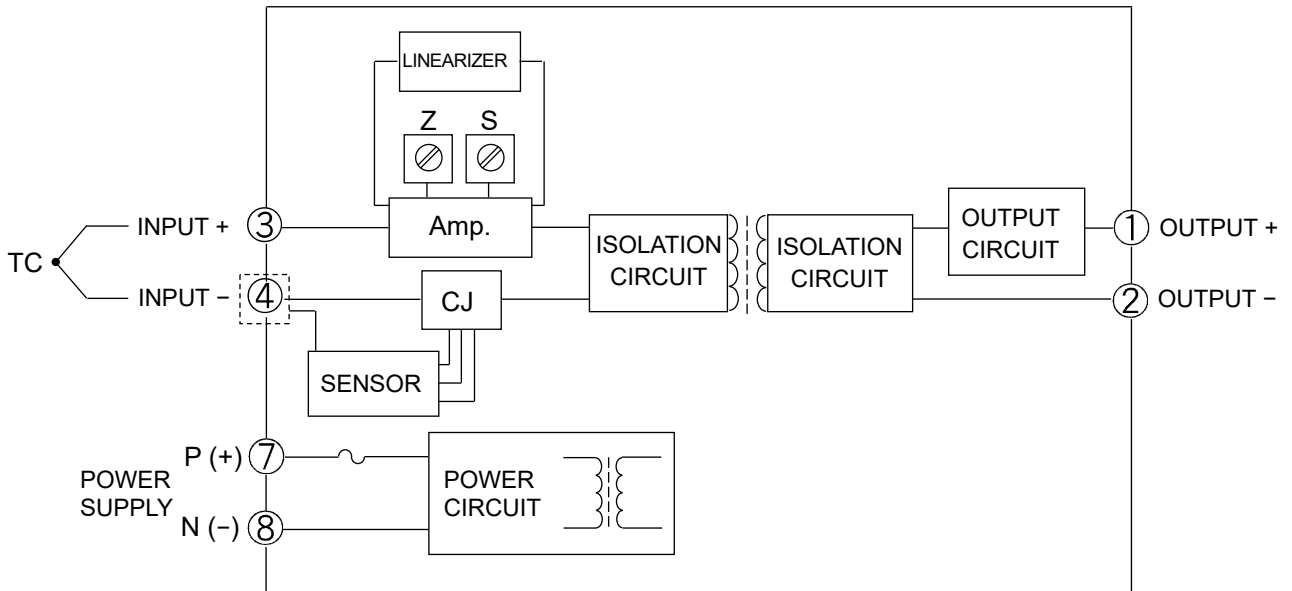 LINEARIZER
Z
S
TC
INPUT +
3
Amp.
ISOLATION
CIRCUIT
ISOLATION
CIRCUIT
OUTPUT
CIRCUIT
1
OUTPUT +
INPUT −
4
CJ
2
OUTPUT −
SENSOR
POWER
SUPPLY
P (+)
7
N (−)
8
POWER
CIRCUIT